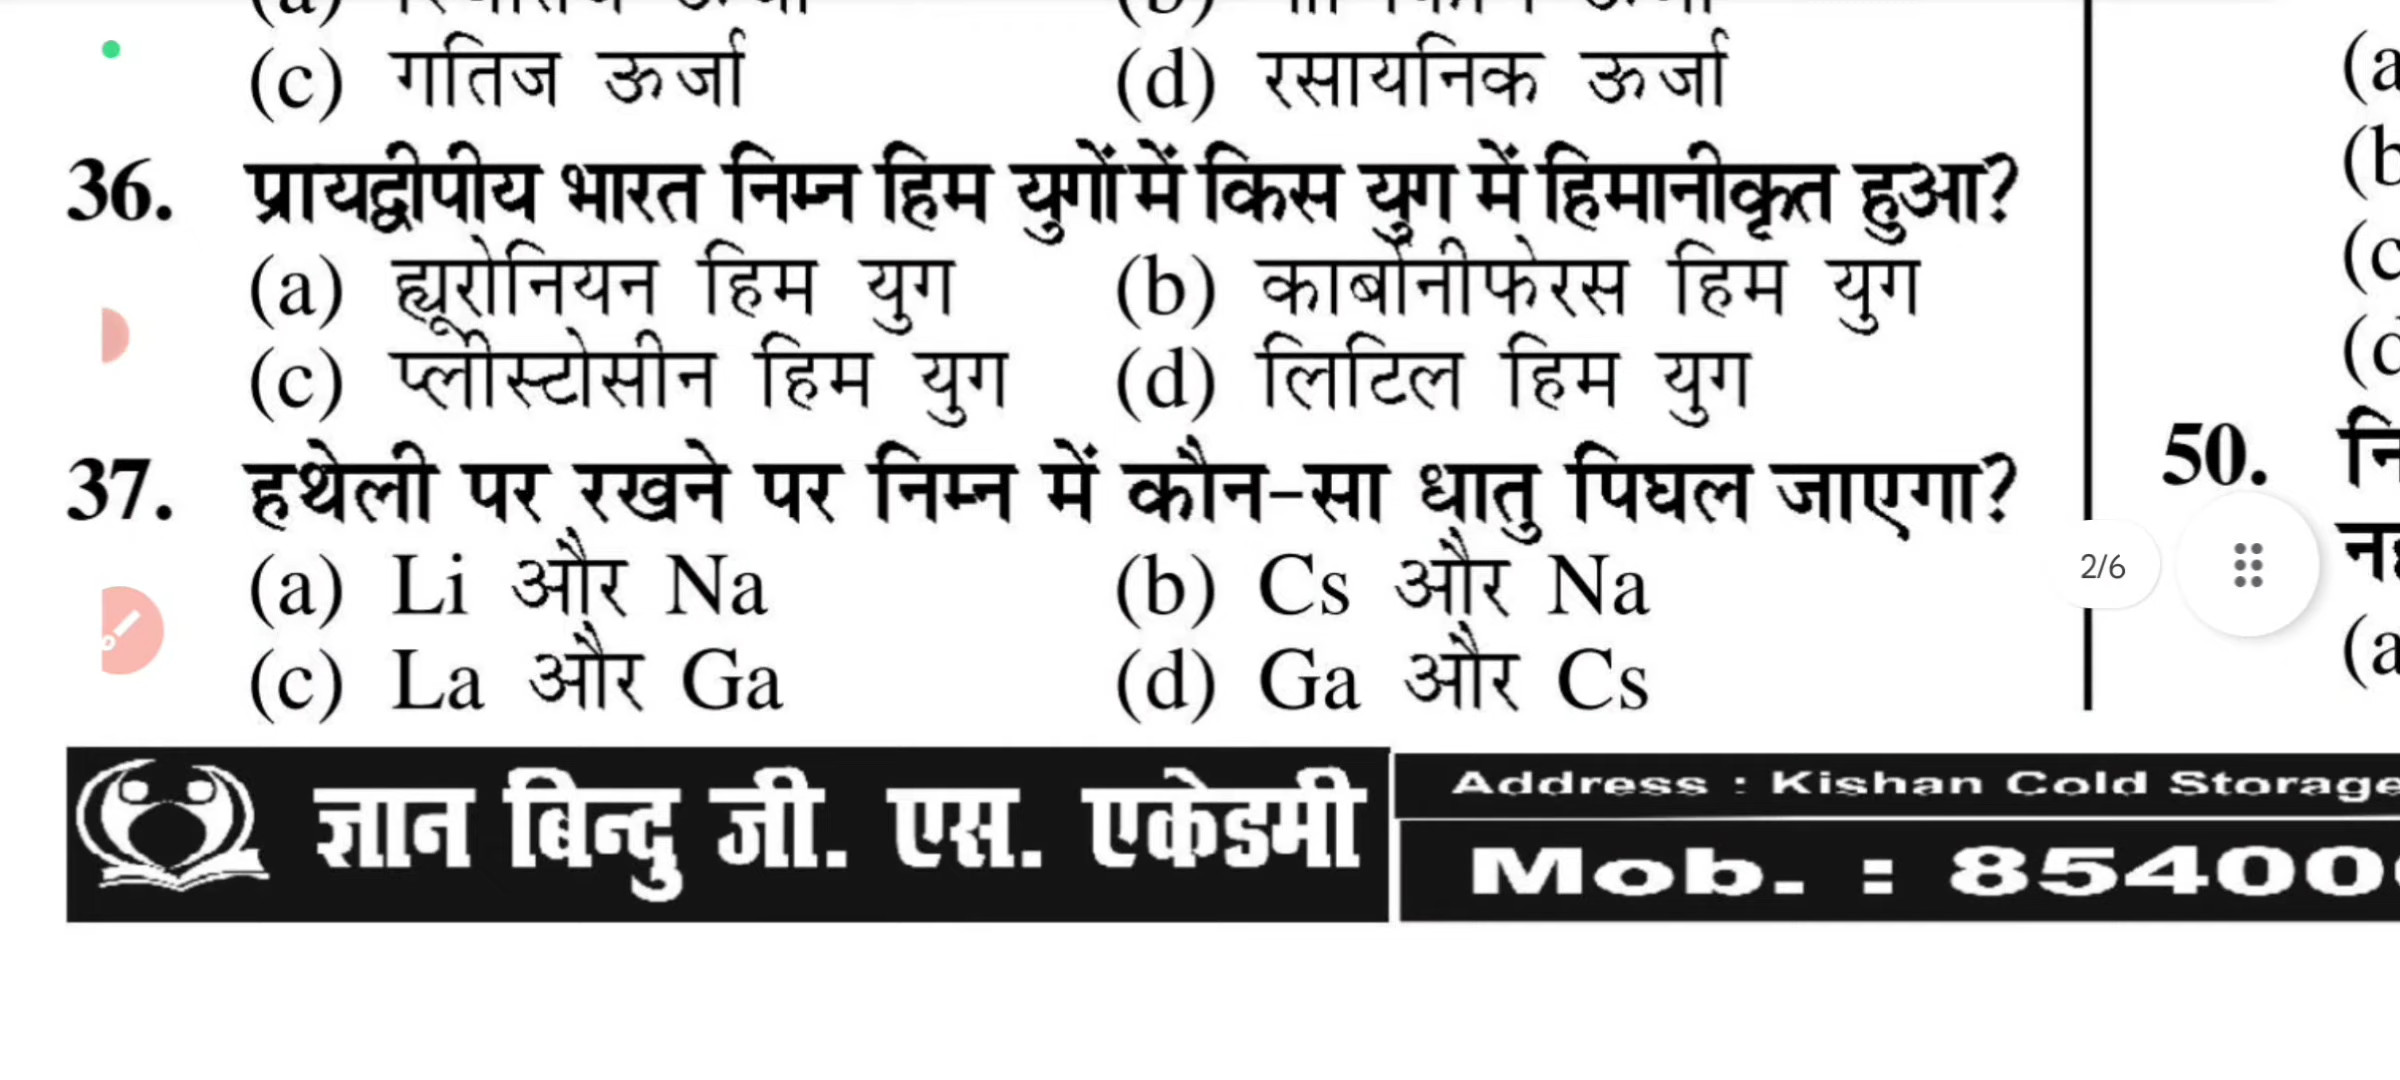 (c) गतिज ऊर्जा (d) रसायनिक ऊर्जा
36. प्रायद्वीपीय भारत निम्न हिम युगों में किस युग में हिमानीकृत हुआ?
(a) ह्यूरोनियन हिम युग (b) कार्बोनीफेरस हिम युग
(c) प्लीस्टोसीन हिम युग (d) लिटिल हिम युग
37. हथेली पर रखने पर निम्न में कौन-सा धातु पिघल जाएगा?
(a) Li और Na (b) Cs और Na
(c) La और Ga (d) Ga और Cs
50.
2/6
ज्ञान बिन्दु जी. एस. एकेडमी
Address : Kishan Cold Storage
Mob. : 85400